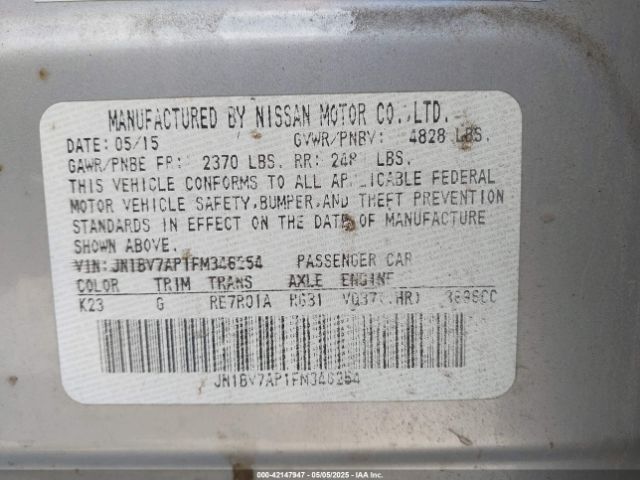 MANUFACTURED BY NISSAN MOTOR CO.,LTD.
DATE: 05/15 GVWR/PNBV: 4828 LBS.
GAWR/PNBE FR: 2370 LBS. RR: LBS.
THIS VEHICLE CONFORMS TO ALL APPLICABLE FEDERAL
MOTOR VEHICLE SAFETY,BUMPER,AND THEFT PREVENTION
STANDARDS IN EFFECT ON THE DATE OF MANUFACTURE
SHOWN ABOVE.
VIN: JN1BV7AP1FM346254 PASSENGER CAR
COLOR TRIM TRANS AXLE ENGINE
K23 G RE7R01A RG31 3696CC
JN1BV7AP1FM346254
000-42147947 - 05/05/2025 - IAA Inc.